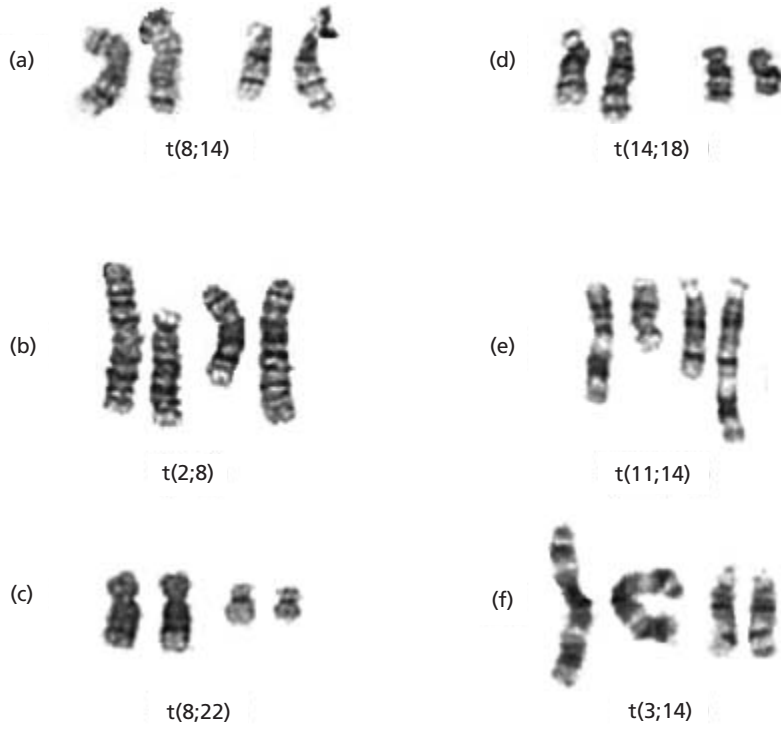 (a)
t(8;14)
(b)
t(2;8)
(c)
t(8;22)
(d)
t(14;18)
(e)
t(11;14)
(f)
t(3;14)